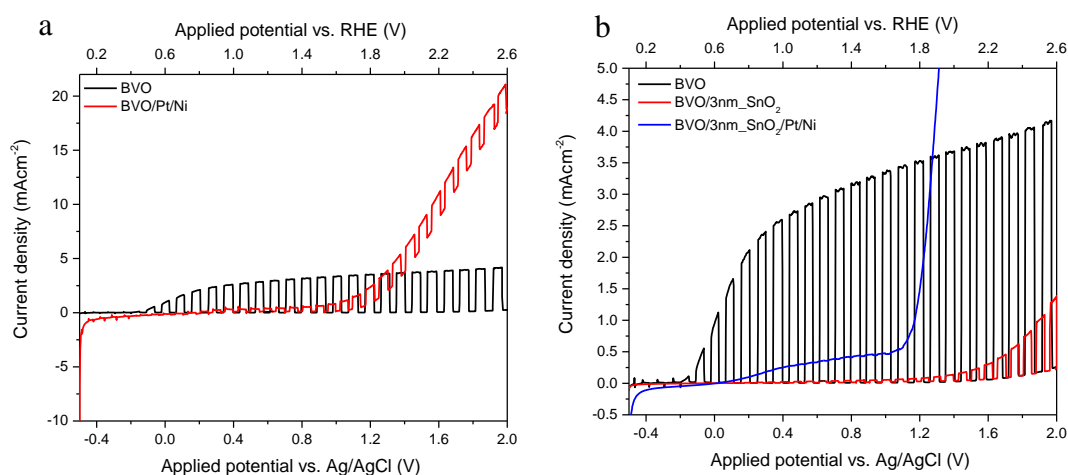 a
Applied potential vs. RHE (V)
0.2 0.6 1.0 1.4 1.8 2.2 2.6
BVO
BVO/Pt/Ni
Current density (mAcm⁻²)
20
15
10
5
0
-5
-10
-0.4 0.0 0.4 0.8 1.2 1.6 2.0
Applied potential vs. Ag/AgCl (V)
b
Applied potential vs. RHE (V)
0.2 0.6 1.0 1.4 1.8 2.2 2.6
BVO
BVO/3nm_SnO₂
BVO/3nm_SnO₂/Pt/Ni
Current density (mAcm⁻²)
5.0
4.5
4.0
3.5
3.0
2.5
2.0
1.5
1.0
0.5
0.0
-0.5
-0.4 0.0 0.4 0.8 1.2 1.6 2.0
Applied potential vs. Ag/AgCl (V)